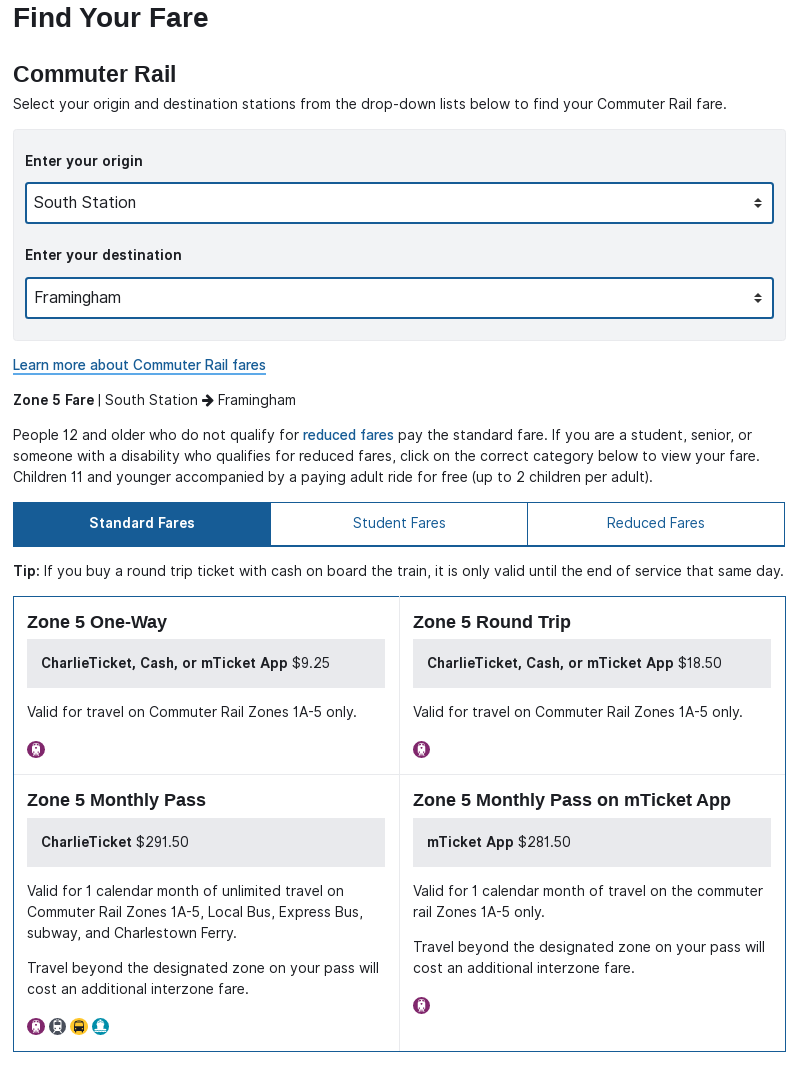 Find Your Fare
Commuter Rail
Select your origin and destination stations from the drop-down lists below to find your Commuter Rail fare.
Enter your origin
South Station
Enter your destination
Framingham
Learn more about Commuter Rail fares
Zone 5 Fare | South Station → Framingham
People 12 and older who do not qualify for reduced fares pay the standard fare. If you are a student, senior, or
someone with a disability who qualifies for reduced fares, click on the correct category below to view your fare.
Children 11 and younger accompanied by a paying adult ride for free (up to 2 children per adult).
Standard Fares
Student Fares
Reduced Fares
Tip: If you buy a round trip ticket with cash on board the train, it is only valid until the end of service that same day.
Zone 5 One-Way
CharlieTicket, Cash, or mTicket App $9.25
Valid for travel on Commuter Rail Zones 1A-5 only.
Zone 5 Round Trip
CharlieTicket, Cash, or mTicket App $18.50
Valid for travel on Commuter Rail Zones 1A-5 only.
Zone 5 Monthly Pass
CharlieTicket $291.50
Valid for 1 calendar month of unlimited travel on
Commuter Rail Zones 1A-5, Local Bus, Express Bus,
subway, and Charlestown Ferry.
Travel beyond the designated zone on your pass will
cost an additional interzone fare.
Zone 5 Monthly Pass on mTicket App
mTicket App $281.50
Valid for 1 calendar month of travel on the commuter
rail Zones 1A-5 only.
Travel beyond the designated zone on your pass will
cost an additional interzone fare.